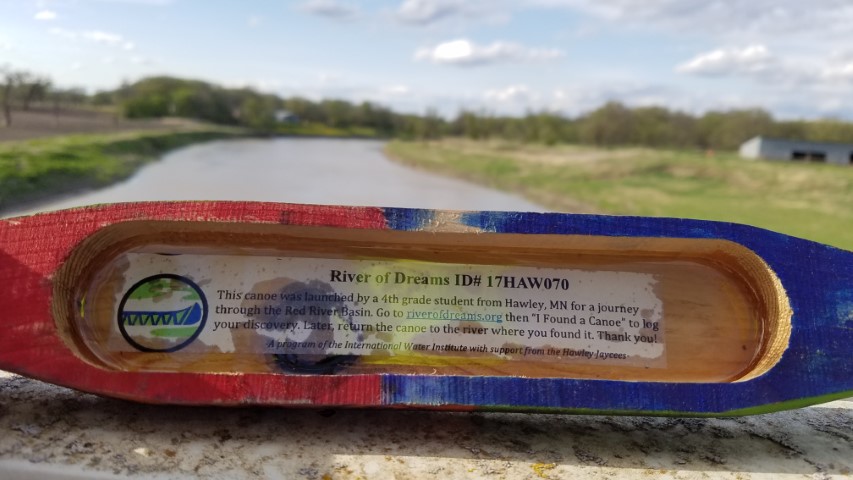 River of Dreams ID# 17HAW070
This canoe was launched by a 4th grade student from Hawley, MN for a journey
through the Red River Basin. Go to riverofdreams.org then "I Found a Canoe" to log
your discovery. Later, return the canoe to the river where you found it. Thank you!
A program of the International Water Institute with support from the Hawley Jaycees